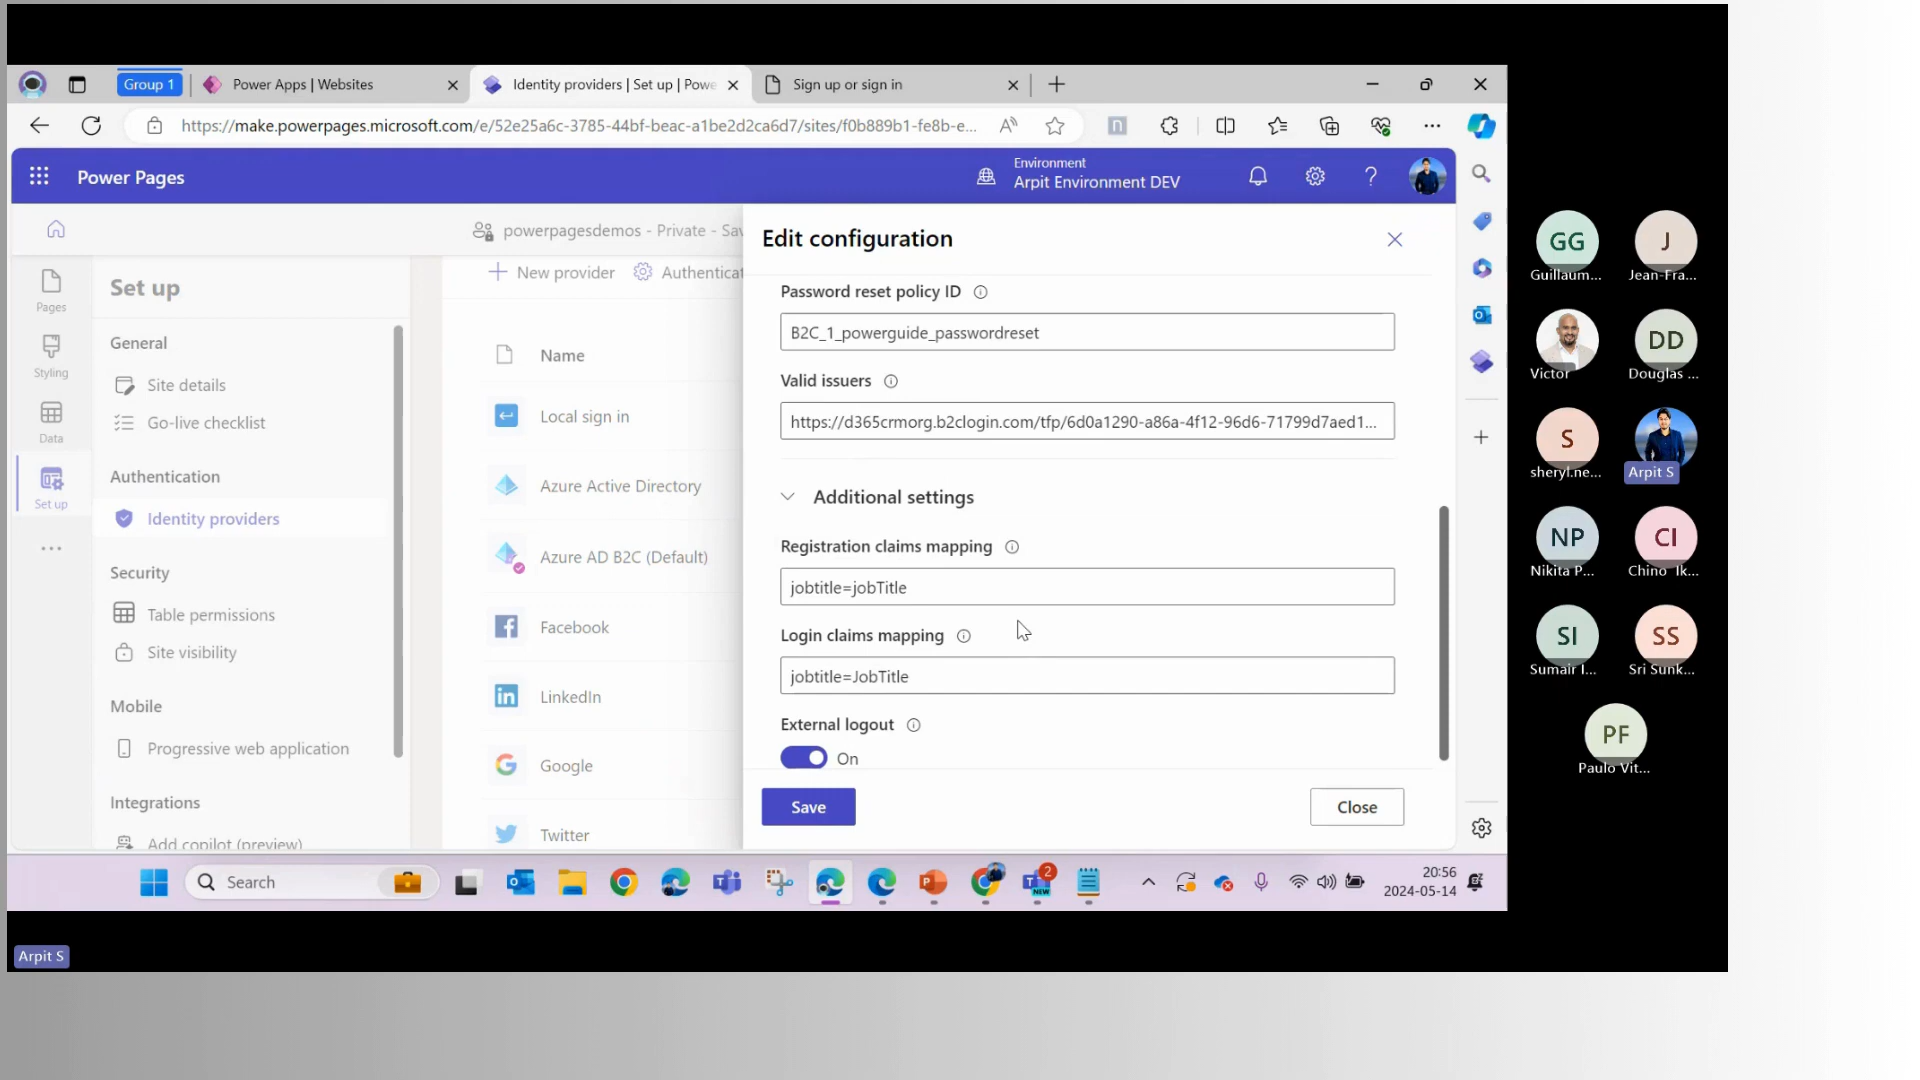 Group 1
Power Apps | Websites
Identity providers | Set up | Powe
Sign up or sign in
https://make.powerpages.microsoft.com/e/52e25a6c-3785-44bf-beac-a1be2d2ca6d7/sites/f0b889b1-fe8b-e...
Power Pages
Environment
Arpit Environment DEV
powerpagesdemos - Private - Sav
Edit configuration
Pages
Styling
Data
Set up
Set up
General
Site details
Go-live checklist
Authentication
Identity providers
Security
Table permissions
Site visibility
Mobile
Progressive web application
Integrations
Add copilot (preview)
New provider
Authenticat
Name
Local sign in
Azure Active Directory
Azure AD B2C (Default)
Facebook
LinkedIn
Google
Twitter
Password reset policy ID
B2C_1_powerguide_passwordreset
Valid issuers
https://d365crmorg.b2clogin.com/tfp/6d0a1290-a86a-4f12-96d6-71799d7aed1...
Additional settings
Registration claims mapping
jobtitle=jobTitle
Login claims mapping
jobtitle=JobTitle
External logout
On
Save
Close
GG
Guillaum...
J
Jean-Fra...
Victor
DD
Douglas ...
S
sheryl.ne...
Arpit S
NP
Nikita P...
CI
Chino Ik...
SI
Sumair I...
SS
Sri Sunk...
PF
Paulo Vit...
Search
2
NEW
20:56
2024-05-14
Arpit S